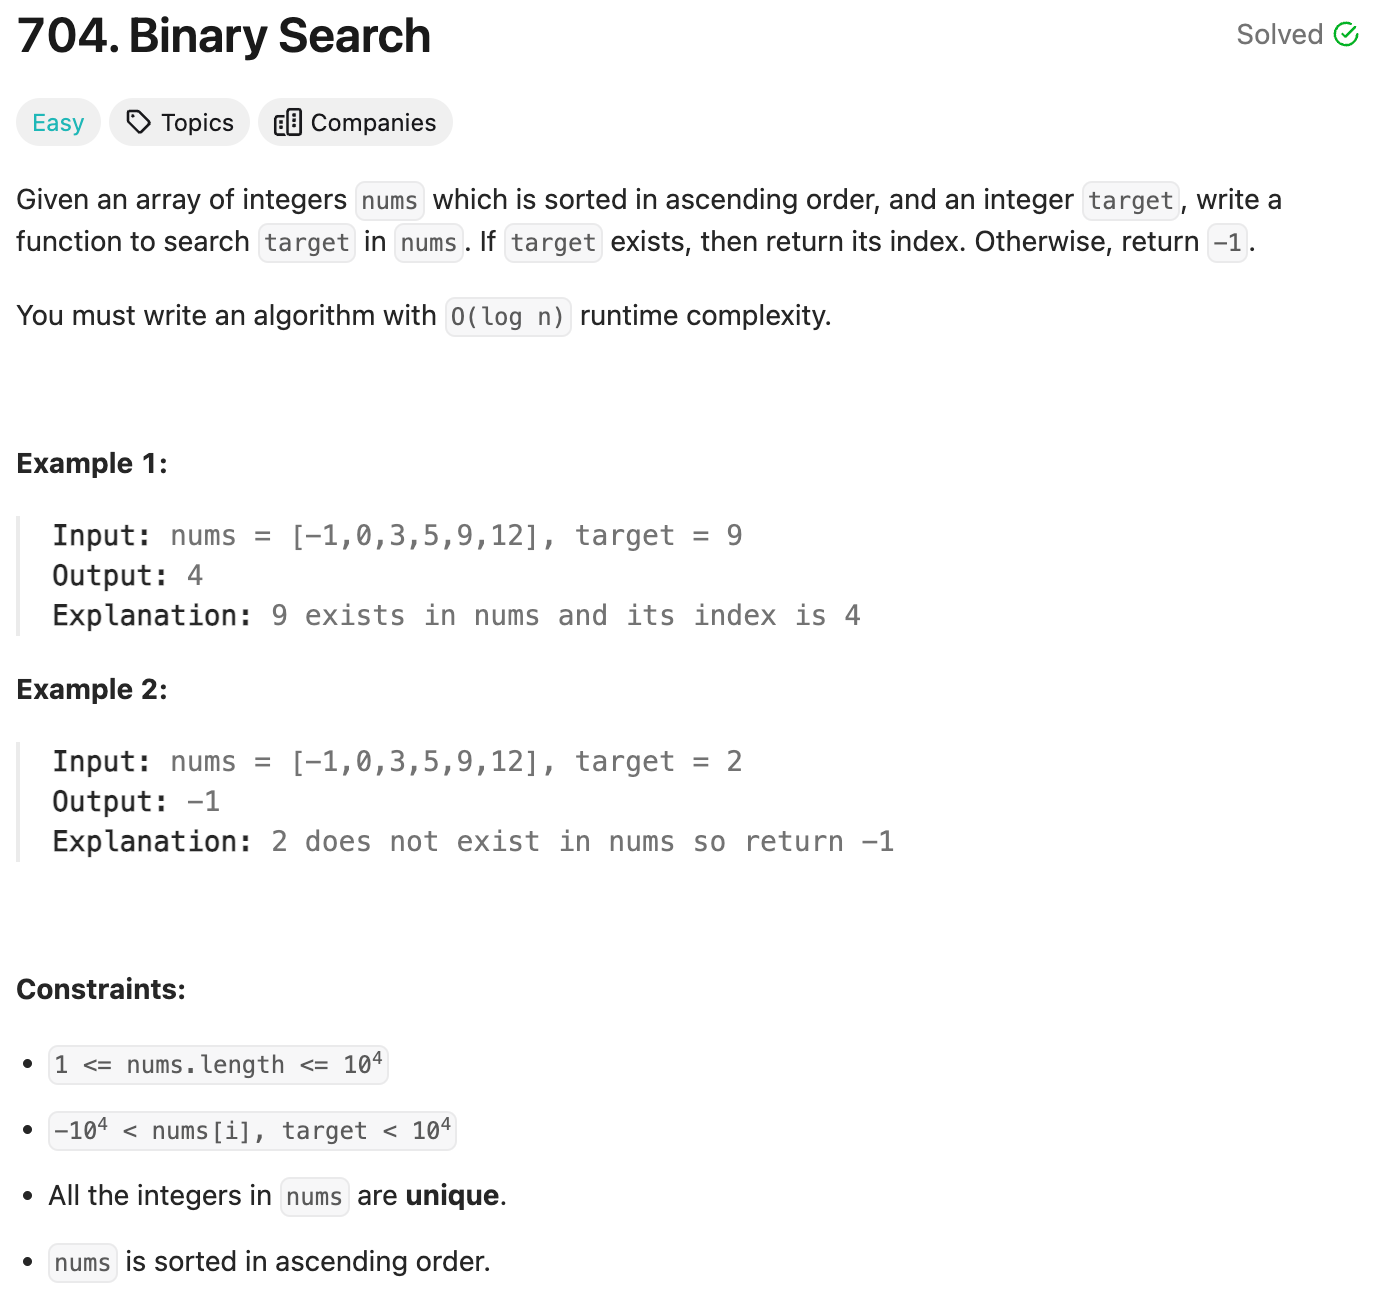 704. Binary Search
Solved
Easy
Topics
Companies
Given an array of integers nums which is sorted in ascending order, and an integer target, write a
function to search target in nums. If target exists, then return its index. Otherwise, return -1.
You must write an algorithm with O(log n) runtime complexity.
Example 1:
Input: nums = [-1,0,3,5,9,12], target = 9
Output: 4
Explanation: 9 exists in nums and its index is 4
Example 2:
Input: nums = [-1,0,3,5,9,12], target = 2
Output: -1
Explanation: 2 does not exist in nums so return -1
Constraints:
• 1 <= nums.length <= 10⁴
• -10⁴ < nums[i], target < 10⁴
• All the integers in nums are unique.
• nums is sorted in ascending order.